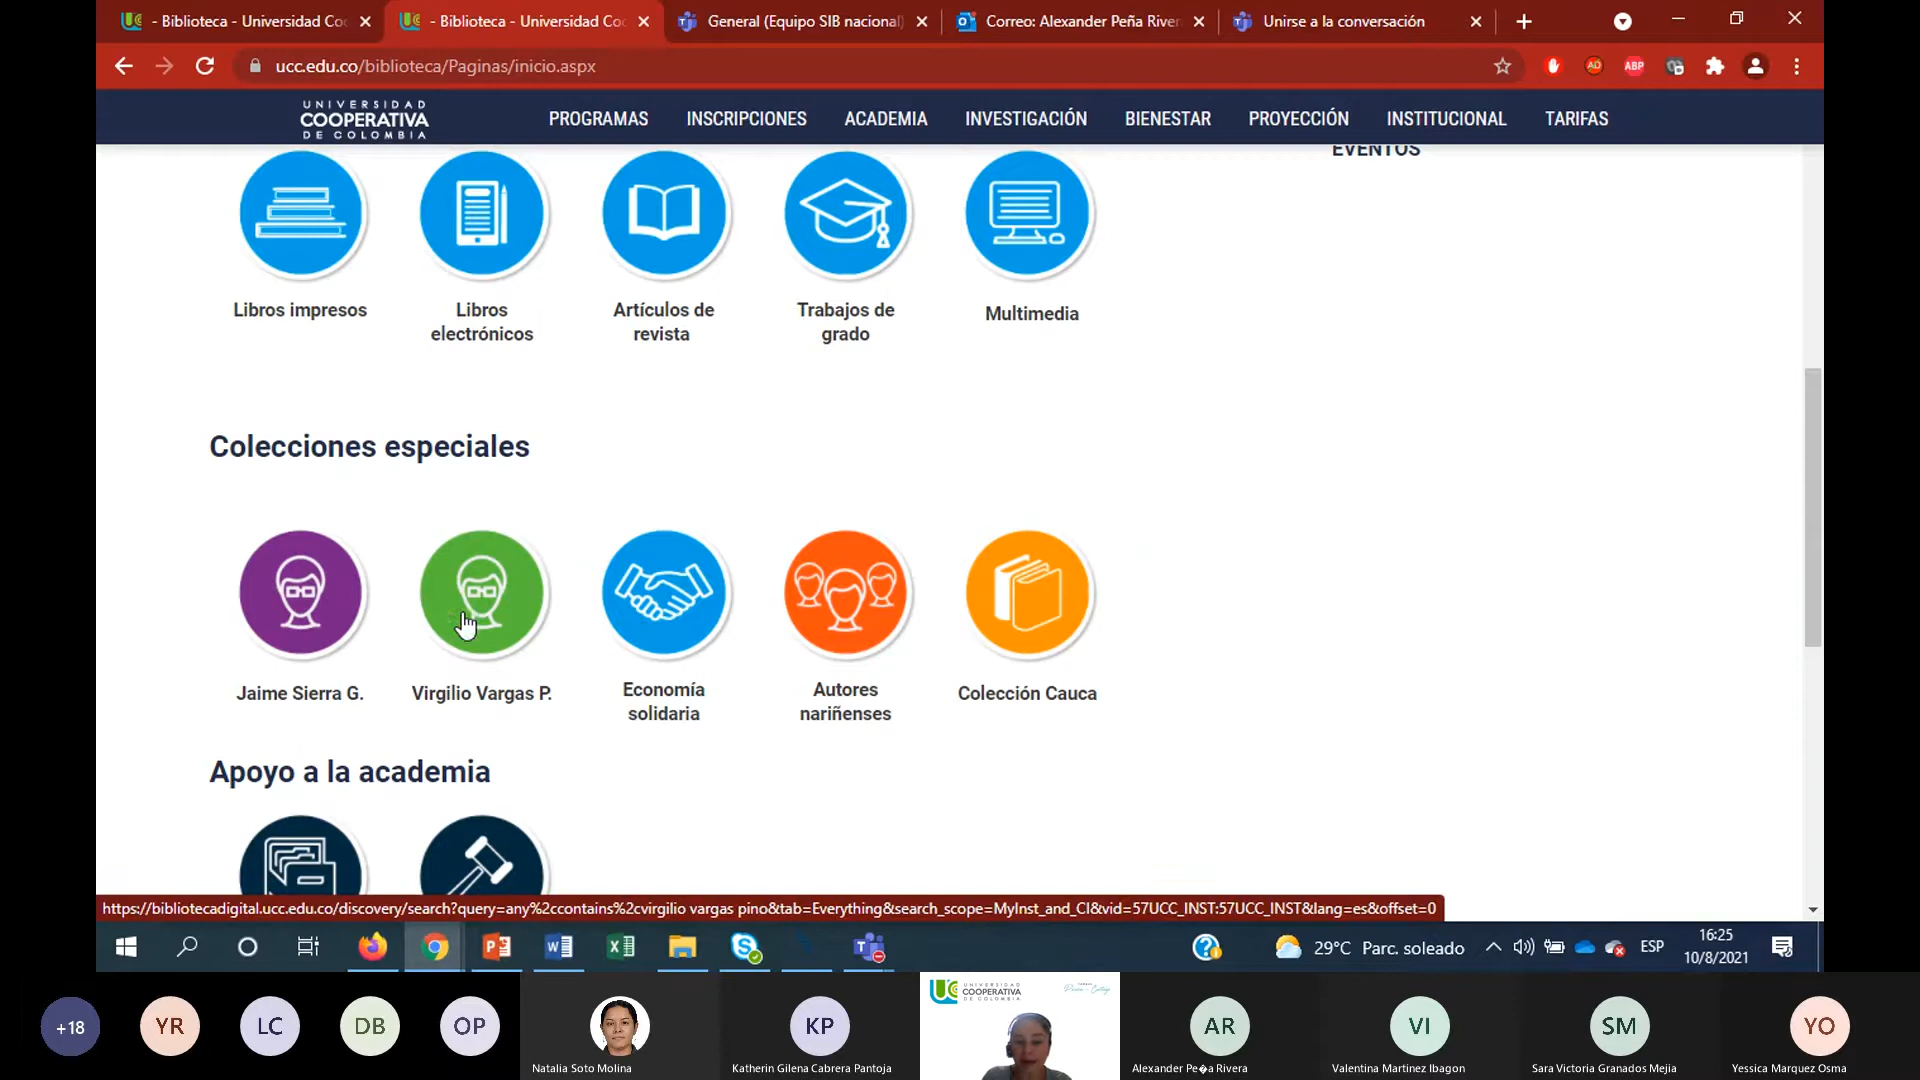 - Biblioteca - Universidad Co
- Biblioteca - Universidad Coc
General (Equipo SIB nacional)
Correo: Alexander Peña River
Unirse a la conversación
ucc.edu.co/biblioteca/Paginas/inicio.aspx
ABP
UNIVERSIDAD
COOPERATIVA
DE COLOMBIA
PROGRAMAS
INSCRIPCIONES
ACADEMIA
INVESTIGACIÓN
BIENESTAR
PROYECCIÓN
INSTITUCIONAL
TARIFAS
EVENTOS
Libros impresos
Libros
electrónicos
Artículos de
revista
Trabajos de
grado
Multimedia
Colecciones especiales
Jaime Sierra G.
Virgilio Vargas P.
Economía
solidaria
Autores
nariñenses
Colección Cauca
Apoyo a la academia
https://bibliotecadigital.ucc.edu.co/discovery/search?query=any%2ccontains%2cvirgilio vargas pino&tab=Everything&search_scope=MyInst_and_CI&vid=57UCC_INST:57UCC_INST&lang=es&offset=0
29°C Parc. soleado
ESP
16:25
10/8/2021
+18
YR
LC
DB
OP
Natalia Soto Molina
KP
Katherin Gilena Cabrera Pantoja
UNIVERSIDAD
COOPERATIVA
DE COLOMBIA
AR
Alexander Pe�a Rivera
VI
Valentina Martinez Ibagon
SM
Sara Victoria Granados Mejia
YO
Yessica Marquez Osma